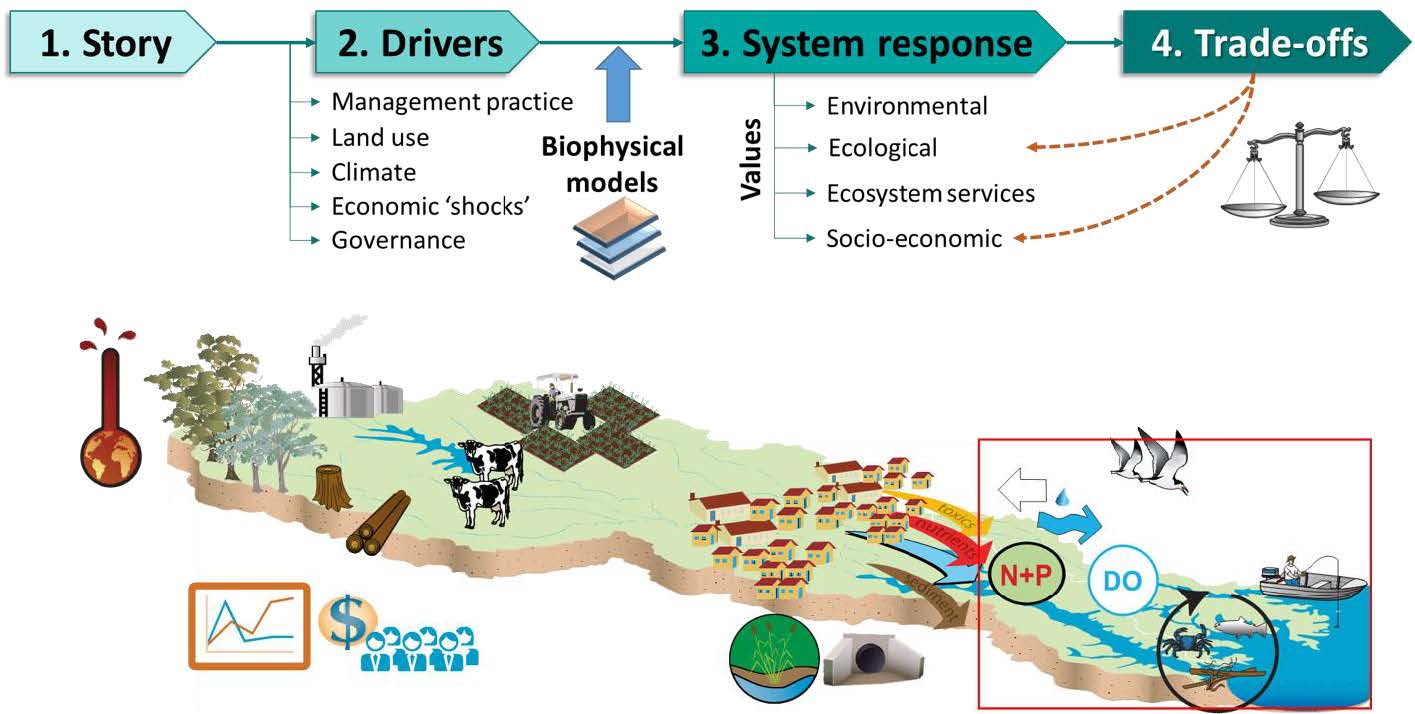 1. Story
2. Drivers
3. System response
4. Trade-offs
Management practice
Land use
Climate
Economic ‘shocks’
Governance
Biophysical
models
Values
Environmental
Ecological
Ecosystem services
Socio-economic
toxics
nutrients
sediment
N+P
DO
$